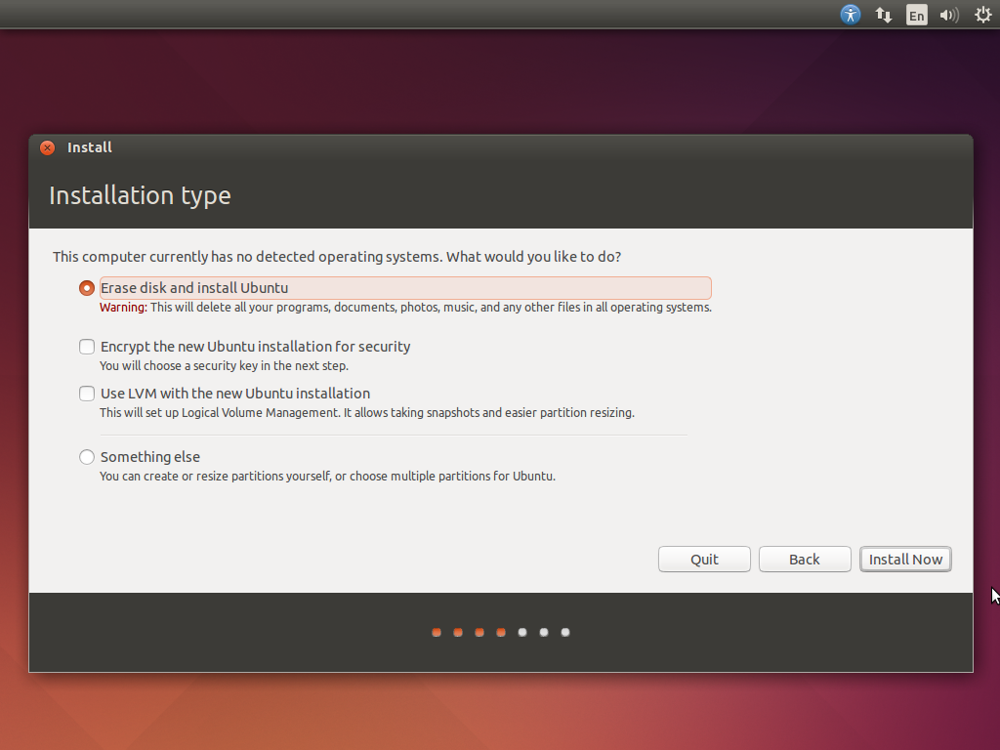 En
Install
Installation type
This computer currently has no detected operating systems. What would you like to do?
Erase disk and install Ubuntu
Warning: This will delete all your programs, documents, photos, music, and any other files in all operating systems.
Encrypt the new Ubuntu installation for security
You will choose a security key in the next step.
Use LVM with the new Ubuntu installation
This will set up Logical Volume Management. It allows taking snapshots and easier partition resizing.
Something else
You can create or resize partitions yourself, or choose multiple partitions for Ubuntu.
Quit Back Install Now